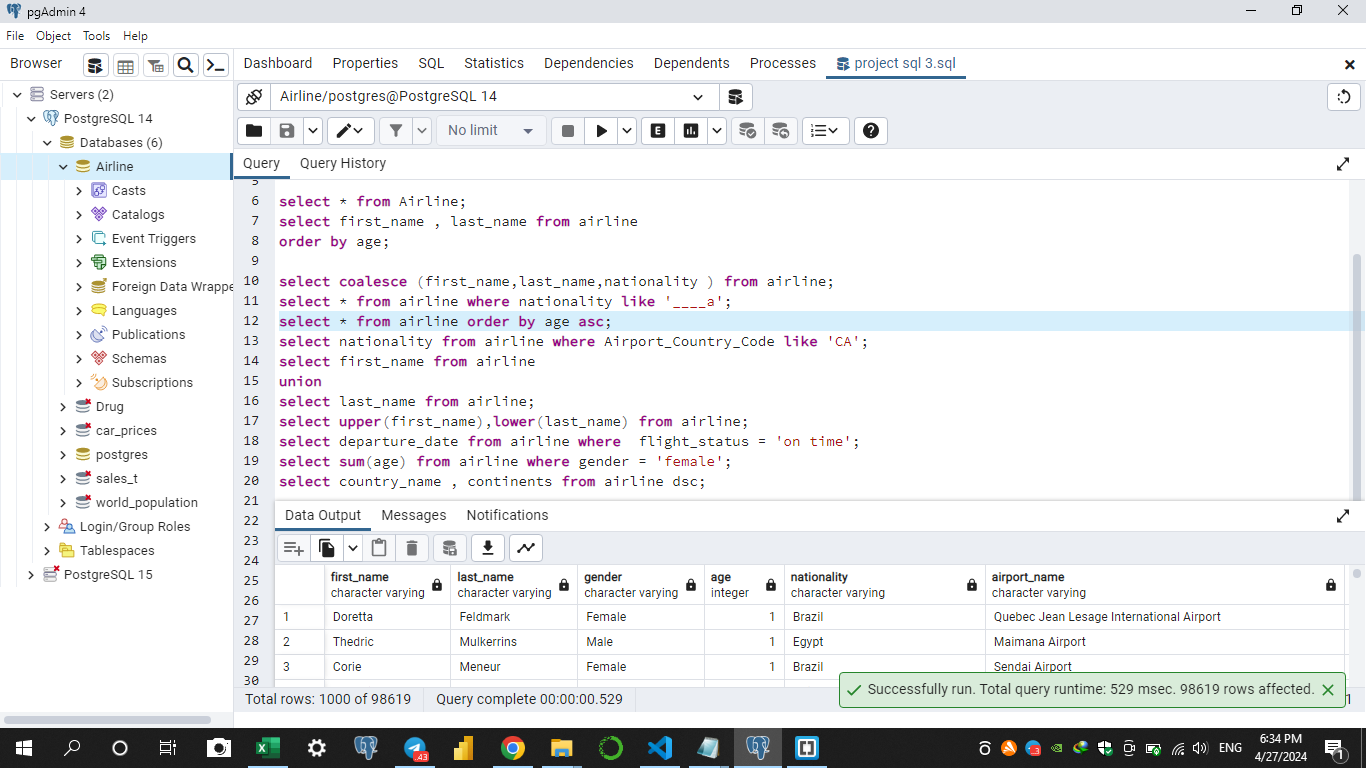 pgAdmin 4
File Object Tools Help
Browser
Dashboard Properties SQL Statistics Dependencies Dependents Processes project sql 3.sql
Servers (2)
PostgreSQL 14
Databases (6)
Airline
Casts
Catalogs
Event Triggers
Extensions
Foreign Data Wrappe
Languages
Publications
Schemas
Subscriptions
Drug
car_prices
postgres
sales_t
world_population
Login/Group Roles
Tablespaces
PostgreSQL 15
Airline/postgres@PostgreSQL 14
No limit
E
Query Query History
5
6 select * from Airline;
7 select first_name , last_name from airline
8 order by age;
9
10 select coalesce (first_name,last_name,nationality ) from airline;
11 select * from airline where nationality like '____a';
12 select * from airline order by age asc;
13 select nationality from airline where Airport_Country_Code like 'CA';
14 select first_name from airline
15 union
16 select last_name from airline;
17 select upper(first_name),lower(last_name) from airline;
18 select departure_date from airline where  flight_status = 'on time';
19 select sum(age) from airline where gender = 'female';
20 select country_name , continents from airline dsc;
21
22
23
24
25
26
27
28
29
30
Data Output Messages Notifications
first_name last_name gender age nationality airport_name
character varying character varying character varying integer character varying character varying
1 Doretta Feldmark Female 1 Brazil Quebec Jean Lesage International Airport
2 Thedric Mulkerrins Male 1 Egypt Maimana Airport
3 Corie Meneur Female 1 Brazil Sendai Airport
Successfully run. Total query runtime: 529 msec. 98619 rows affected.
Total rows: 1000 of 98619 Query complete 00:00:00.529
1
43
ENG
6:34 PM
4/27/2024
1